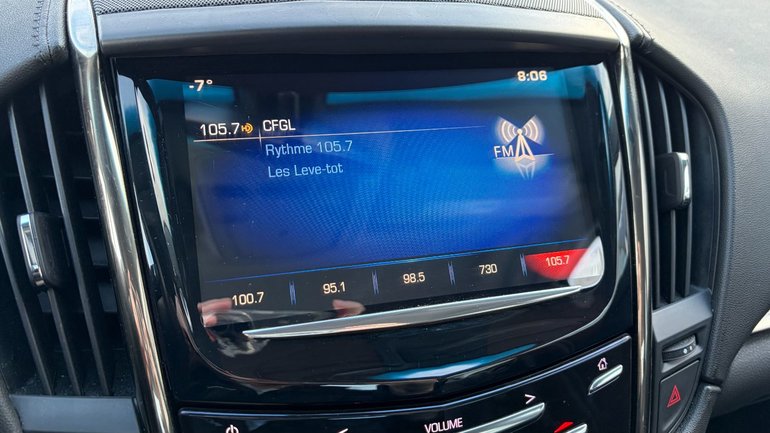 -7° 8:06
105.7 HD CFGL
Rythme 105.7
Les Leve-tot
FM
100.7 95.1 98.5 730 105.7
VOLUME